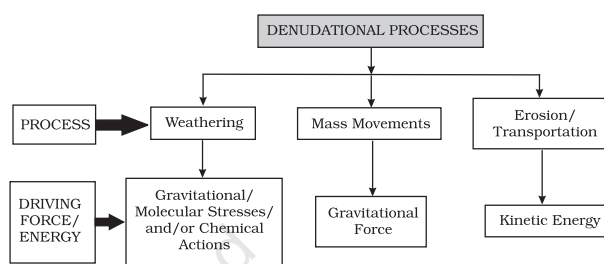 DENUDATIONAL PROCESSES
PROCESS
Weathering
Mass Movements
Erosion/
Transportation
DRIVING
FORCE/
ENERGY
Gravitational/
Molecular Stresses/
and/or Chemical
Actions
Gravitational
Force
Kinetic Energy